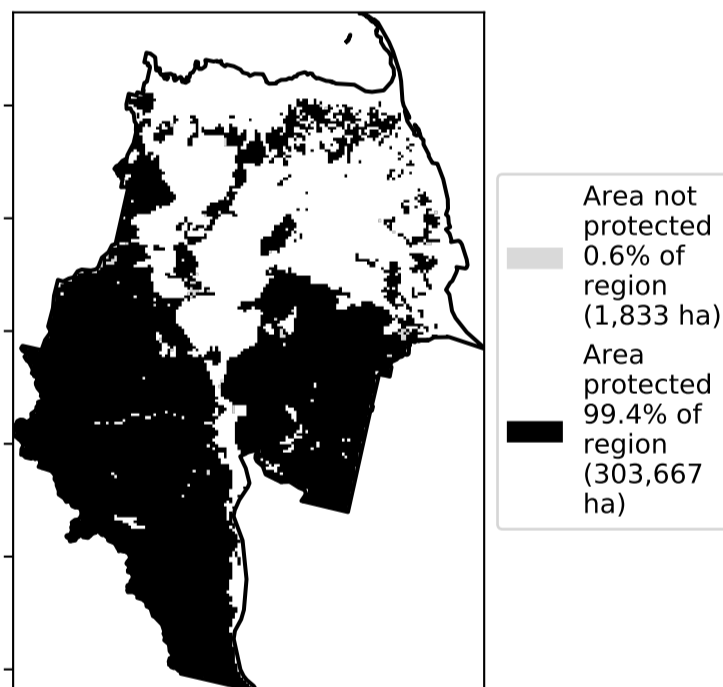 Area not
protected
0.6% of
region
(1,833 ha)
Area
protected
99.4% of
region
(303,667
ha)